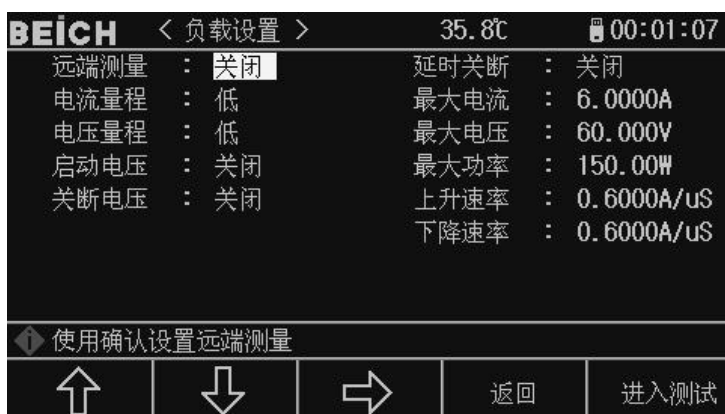 BEICH < 负载设置 > 35.8℃ 00:01:07
远端测量 : 关闭 延时关断 : 关闭
电流量程 : 低 最大电流 : 6.0000A
电压量程 : 低 最大电压 : 60.000V
启动电压 : 关闭 最大功率 : 150.00W
关断电压 : 关闭 上升速率 : 0.6000A/uS
下降速率 : 0.6000A/uS
使用确认设置远端测量
返回 进入测试